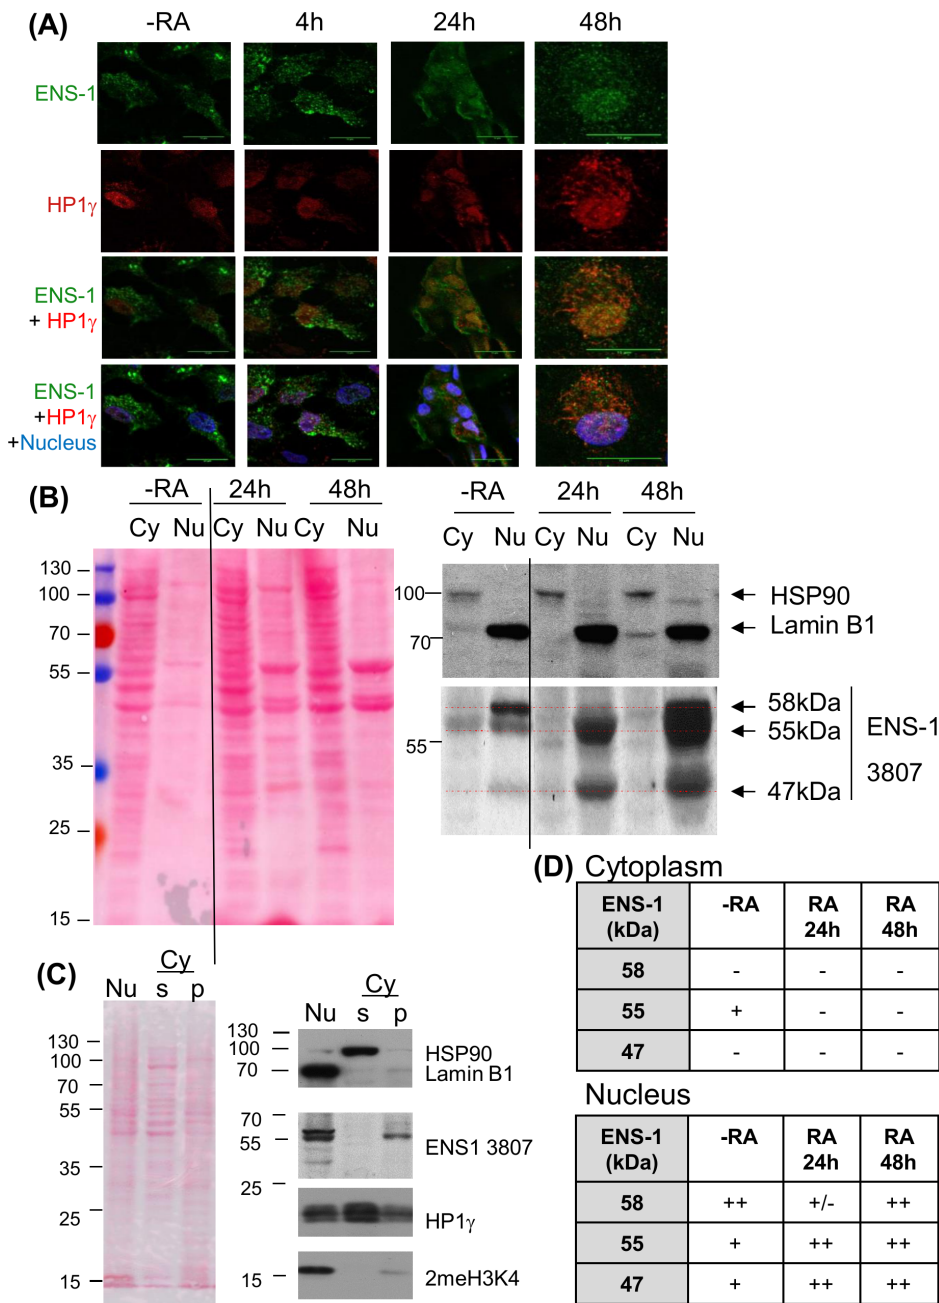 (A)
-RA 4h 24h 48h
ENS-1
HP1γ
ENS-1
+ HP1γ
ENS-1
+HP1γ
+Nucleus
(B)
-RA 24h 48h
Cy Nu Cy Nu Cy Nu
130
100
70
55
35
25
15
-RA 24h 48h
Cy Nu Cy Nu Cy Nu
100
70
HSP90
Lamin B1
55
58kDa
55kDa
47kDa
ENS-1
3807
(C)
Cy
Nu s p
130
100
70
55
35
25
15
Cy
Nu s p
130
100
70
HSP90
Lamin B1
70
55
ENS1 3807
25
HP1γ
15
2meH3K4
(D) Cytoplasm
ENS-1 -RA RA RA
(kDa) 24h 48h
58 - - -
55 + - -
47 - - -
Nucleus
ENS-1 -RA RA RA
(kDa) 24h 48h
58 ++ +/- ++
55 + ++ ++
47 + ++ ++